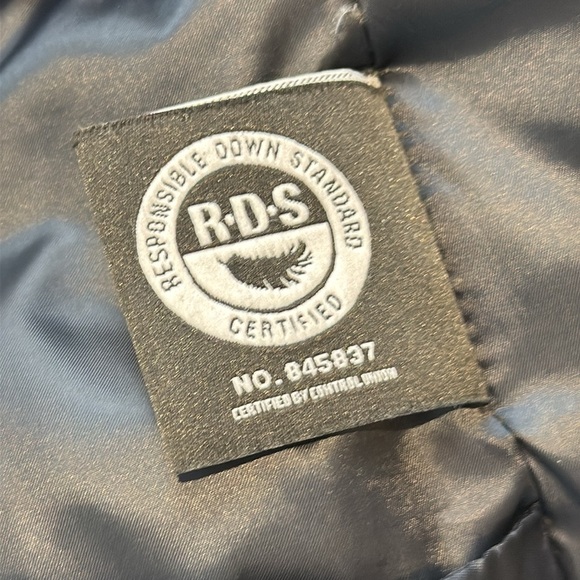 RESPONSIBLE DOWN STANDARD
R·D·S
CERTIFIED
NO. 845837
CERTIFIED BY CONTROL UNION